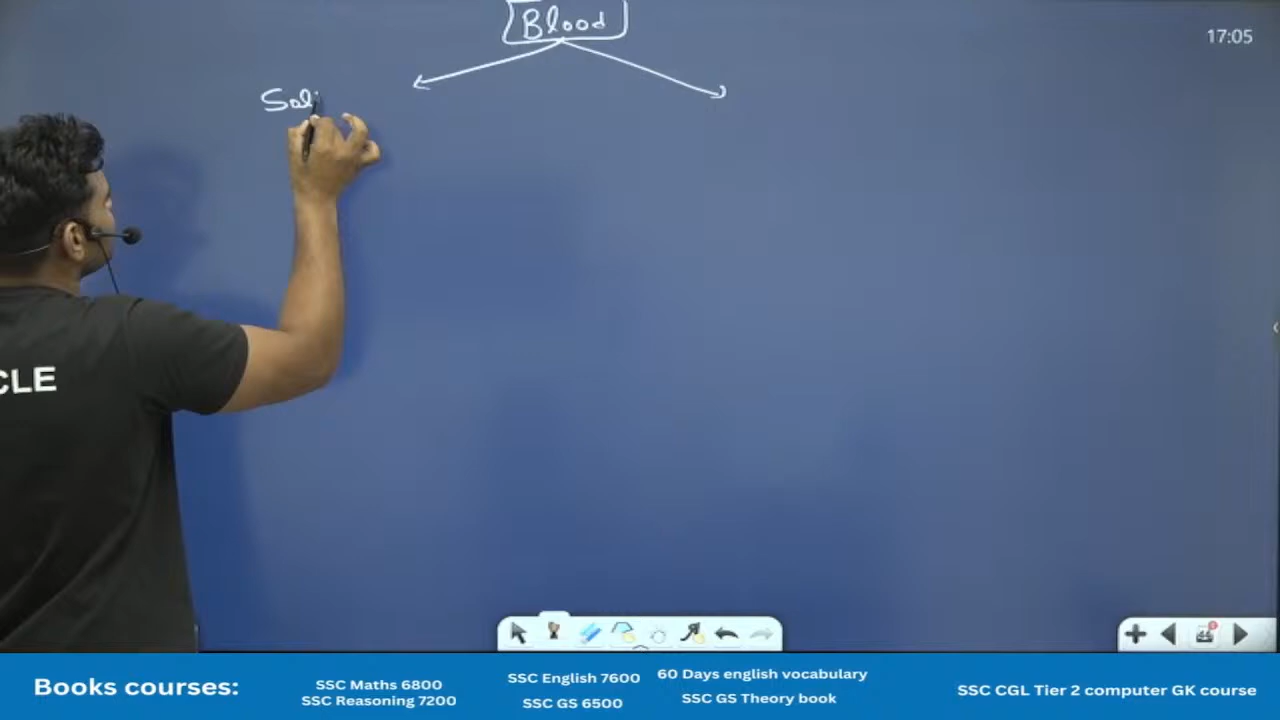 Blood
17:05
Sol
CLE
Books courses:
SSC Maths 6800
SSC Reasoning 7200
SSC English 7600
SSC GS 6500
60 Days english vocabulary
SSC GS Theory book
SSC CGL Tier 2 computer GK course